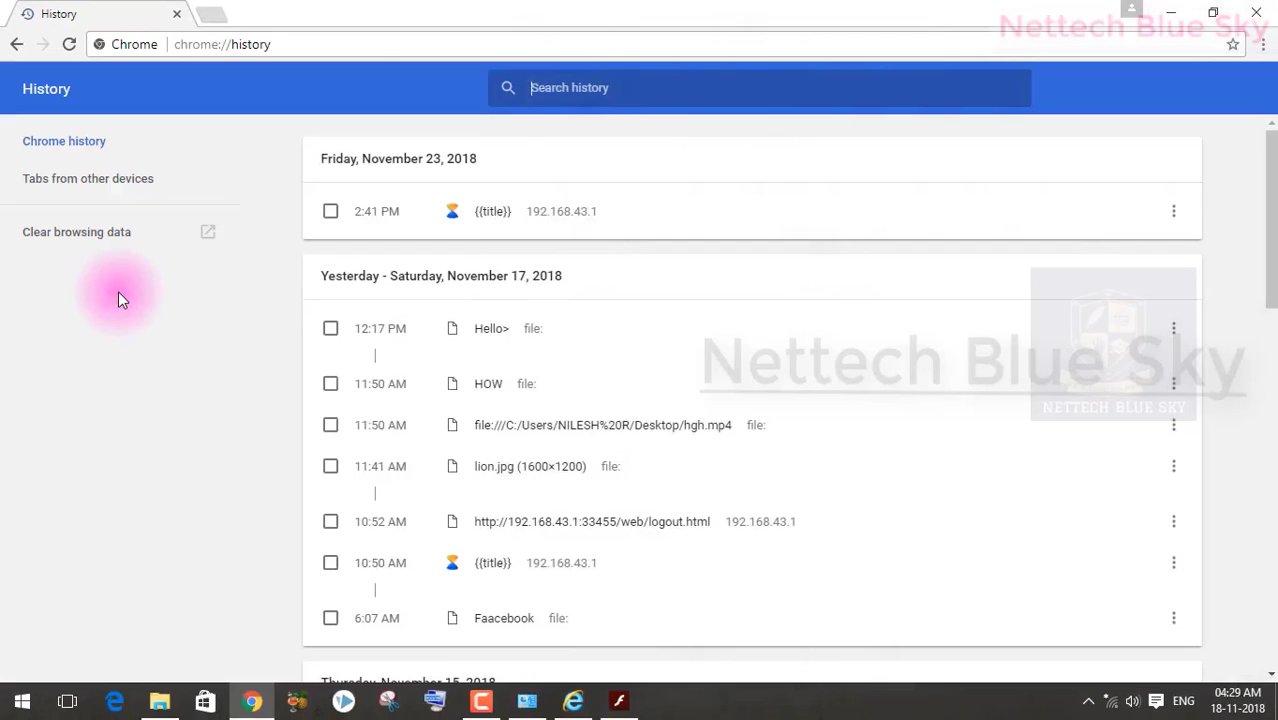 History
Nettech Blue Sky
Chrome chrome://history
History
Search history
Chrome history
Tabs from other devices
Clear browsing data
Friday, November 23, 2018
2:41 PM {{title}} 192.168.43.1
Yesterday - Saturday, November 17, 2018
12:17 PM Hello> file:
11:50 AM HOW file:
11:50 AM file:///C:/Users/NILESH%20R/Desktop/hgh.mp4 file:
11:41 AM lion.jpg (1600×1200) file:
10:52 AM http://192.168.43.1:33455/web/logout.html 192.168.43.1
10:50 AM {{title}} 192.168.43.1
6:07 AM Faacebook file:
Nettech Blue Sky
NETTECH BLUE SKY
Thursday, November 15, 2018
ENG
04:29 AM
18-11-2018